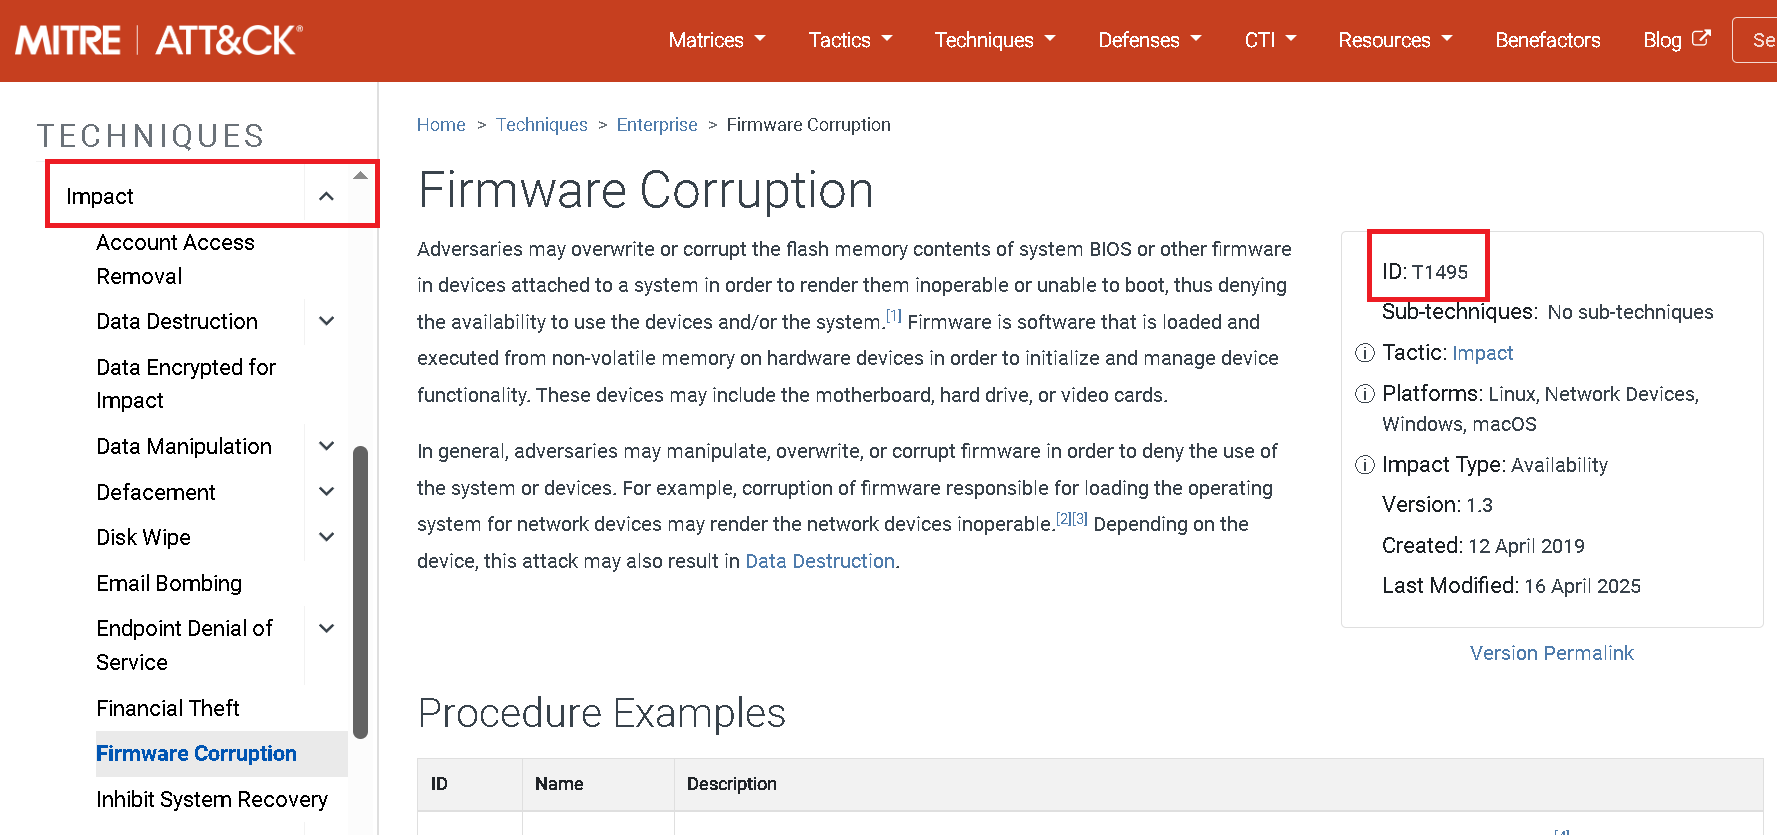 MITRE | ATT&CK®
Matrices
Tactics
Techniques
Defenses
CTI
Resources
Benefactors
Blog
Se
TECHNIQUES
Impact
Account Access
Removal
Data Destruction
Data Encrypted for
Impact
Data Manipulation
Defacement
Disk Wipe
Email Bombing
Endpoint Denial of
Service
Financial Theft
Firmware Corruption
Inhibit System Recovery
Home > Techniques > Enterprise > Firmware Corruption
Firmware Corruption
Adversaries may overwrite or corrupt the flash memory contents of system BIOS or other firmware
in devices attached to a system in order to render them inoperable or unable to boot, thus denying
the availability to use the devices and/or the system.[1] Firmware is software that is loaded and
executed from non-volatile memory on hardware devices in order to initialize and manage device
functionality. These devices may include the motherboard, hard drive, or video cards.
In general, adversaries may manipulate, overwrite, or corrupt firmware in order to deny the use of
the system or devices. For example, corruption of firmware responsible for loading the operating
system for network devices may render the network devices inoperable.[2][3] Depending on the
device, this attack may also result in Data Destruction.
ID: T1495
Sub-techniques: No sub-techniques
Tactic: Impact
Platforms: Linux, Network Devices,
Windows, macOS
Impact Type: Availability
Version: 1.3
Created: 12 April 2019
Last Modified: 16 April 2025
Version Permalink
Procedure Examples
ID
Name
Description
[4]